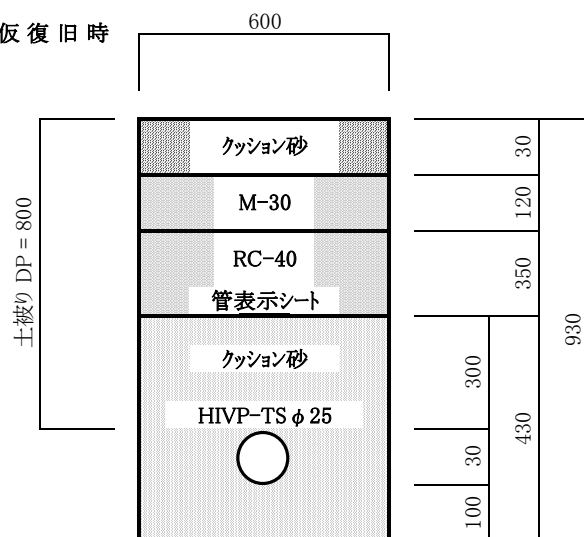 仮復旧時
600
クッション砂
M-30
RC-40
管表示シート
クッション砂
HIVP-TSφ25
土被り DP = 800
30
120
350
300
30
100
430
930